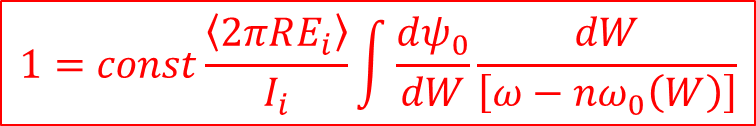 1 = const ⟨2πRE_i⟩/I_i ∫ dψ_0/dW dW/[ω − nω_0(W)]